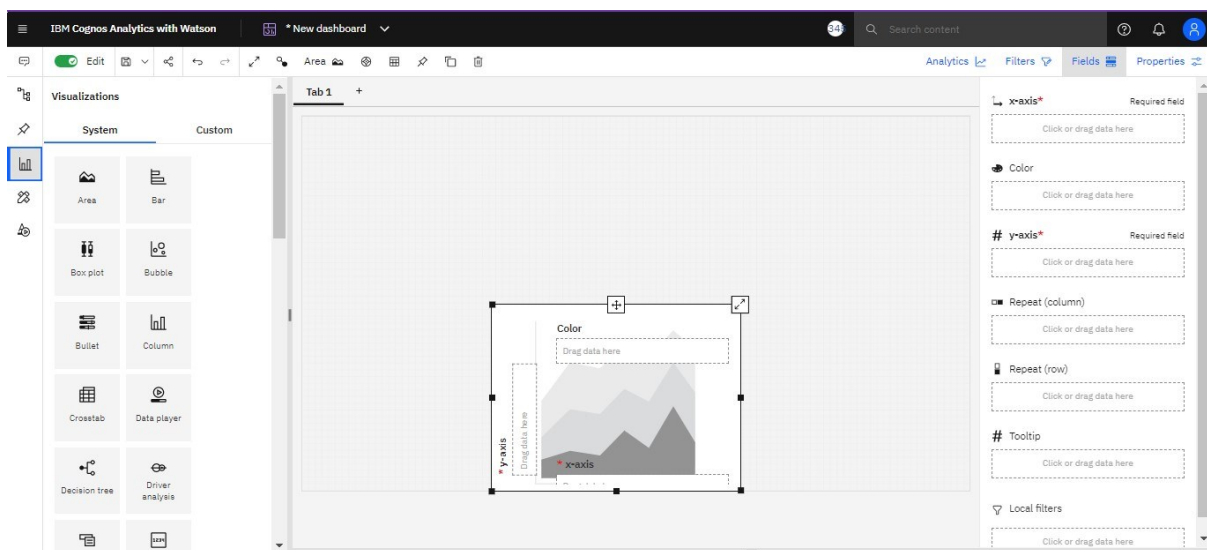 IBM Cognos Analytics with Watson
* New dashboard
Search content
Edit
Area
Analytics
Filters
Fields
Properties
Visualizations
System
Custom
Area
Bar
Box plot
Bubble
Bullet
Column
Crosstab
Data player
Decision tree
Driver
analysis
Tab 1 +
Color
Drag data here
* y-axis
Drag data here
* x-axis
x-axis*
Required field
Click or drag data here
Color
Click or drag data here
# y-axis*
Required field
Click or drag data here
Repeat (column)
Click or drag data here
Repeat (row)
Click or drag data here
# Tooltip
Click or drag data here
Local filters
Click or drag data here